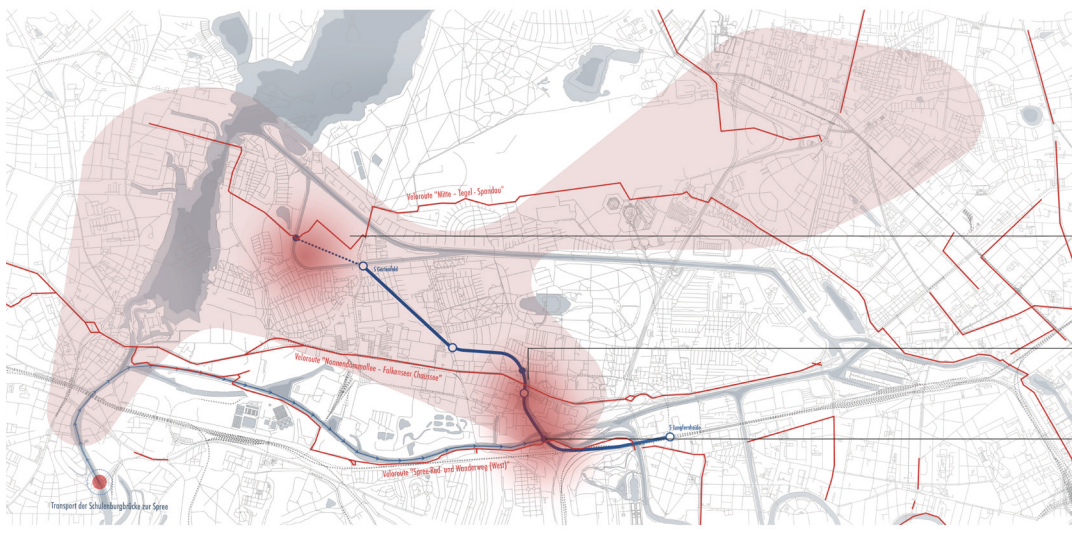 Veloroute "Mitte – Tegel - Spandau"
S Gartenfeld
Veloroute "Nonnendammallee – Falkenseer Chaussee"
S Jungfernheide
Veloroute "Spree-Rad- und Wanderweg (West)"
Transport der Schulenburgbrücke zur Spree